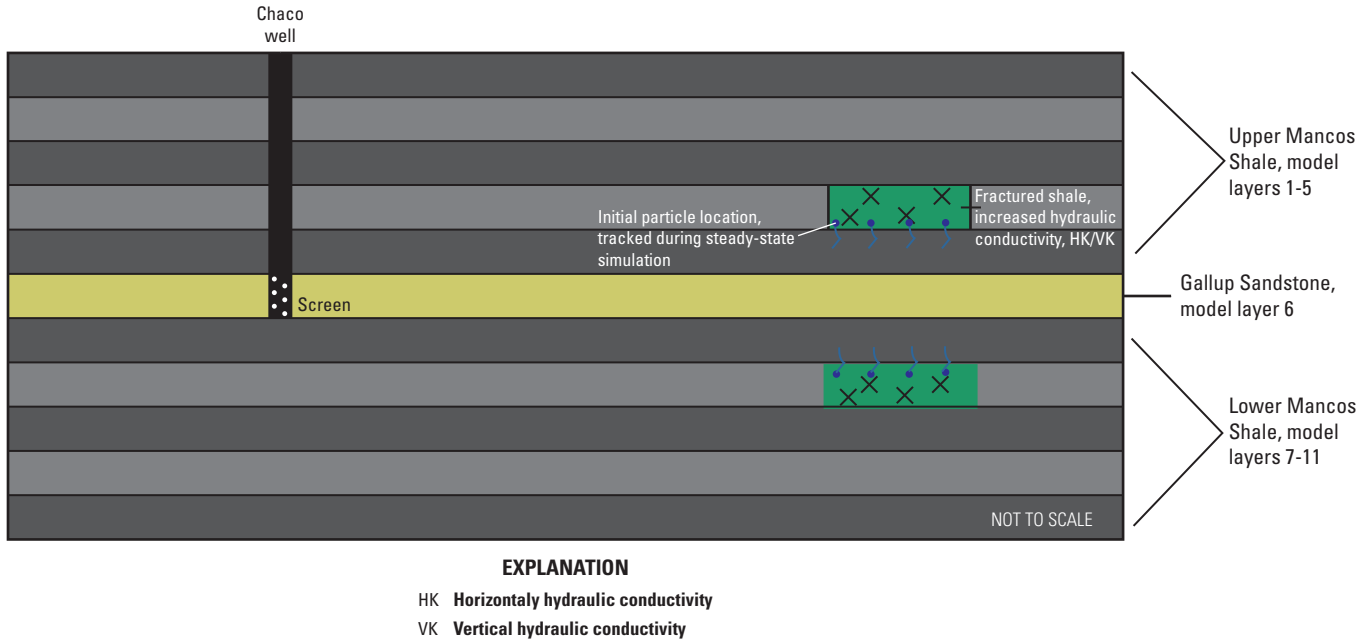 Chaco
well
Upper Mancos
Shale, model
layers 1-5
Initial particle location,
tracked during steady-state
simulation
Fractured shale,
increased hydraulic
conductivity, HK/VK
Screen
Gallup Sandstone,
model layer 6
Lower Mancos
Shale, model
layers 7-11
NOT TO SCALE
EXPLANATION
HK Horizontaly hydraulic conductivity
VK Vertical hydraulic conductivity